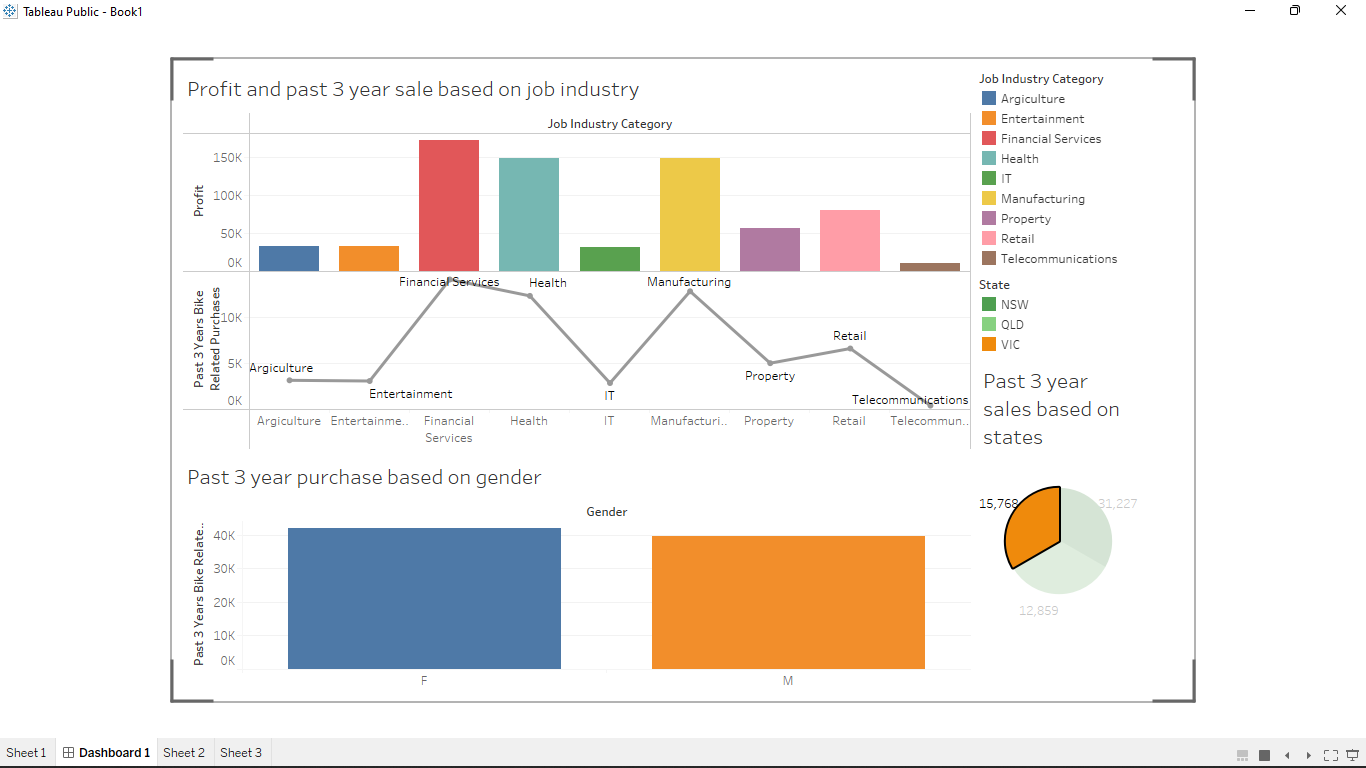 Tableau Public - Book1
Profit and past 3 year sale based on job industry
Job Industry Category
Profit
150K
100K
50K
0K
Financial Services
Health
Manufacturing
Past 3 Years Bike
Related Purchases
10K
5K
0K
Argiculture
Entertainment
IT
Property
Retail
Telecommunications
Argiculture
Entertainme..
Financial
Services
Health
IT
Manufacturi..
Property
Retail
Telecommun..
Past 3 year purchase based on gender
Gender
Past 3 Years Bike Relate..
40K
30K
20K
10K
0K
F
M
Job Industry Category
Argiculture
Entertainment
Financial Services
Health
IT
Manufacturing
Property
Retail
Telecommunications
State
NSW
QLD
VIC
Past 3 year
sales based on
states
15,768
31,227
12,859
Sheet 1
Dashboard 1
Sheet 2
Sheet 3